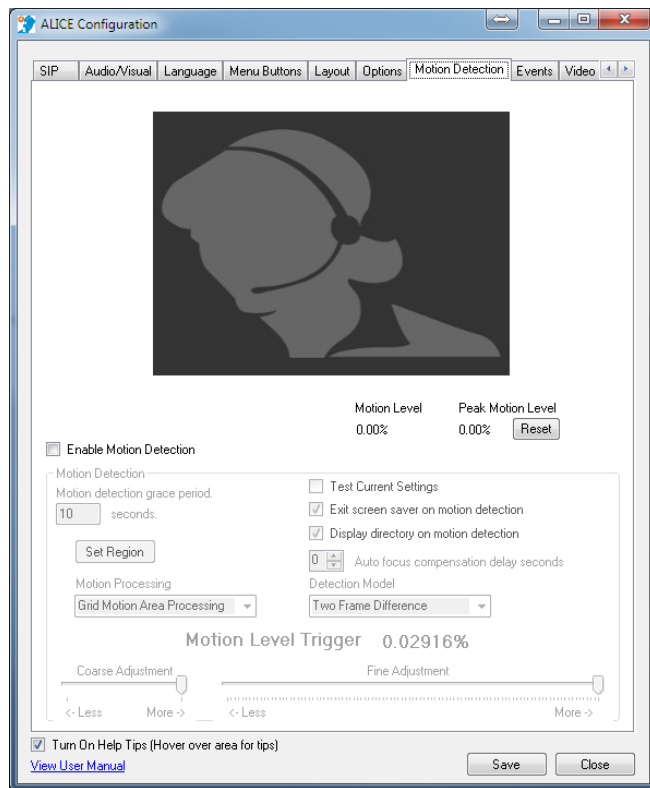 ALICE Configuration
SIP Audio/Visual Language Menu Buttons Layout Options Motion Detection Events Video
Motion Level Peak Motion Level
0.00% 0.00% Reset
Enable Motion Detection
Motion Detection
Motion detection grace period.
10 seconds.
Test Current Settings
Exit screen saver on motion detection
Display directory on motion detection
Set Region
0 Auto focus compensation delay seconds
Motion Processing Detection Model
Grid Motion Area Processing Two Frame Difference
Motion Level Trigger 0.02916%
Coarse Adjustment Fine Adjustment
<- Less More -> <- Less More ->
Turn On Help Tips (Hover over area for tips)
View User Manual Save Close